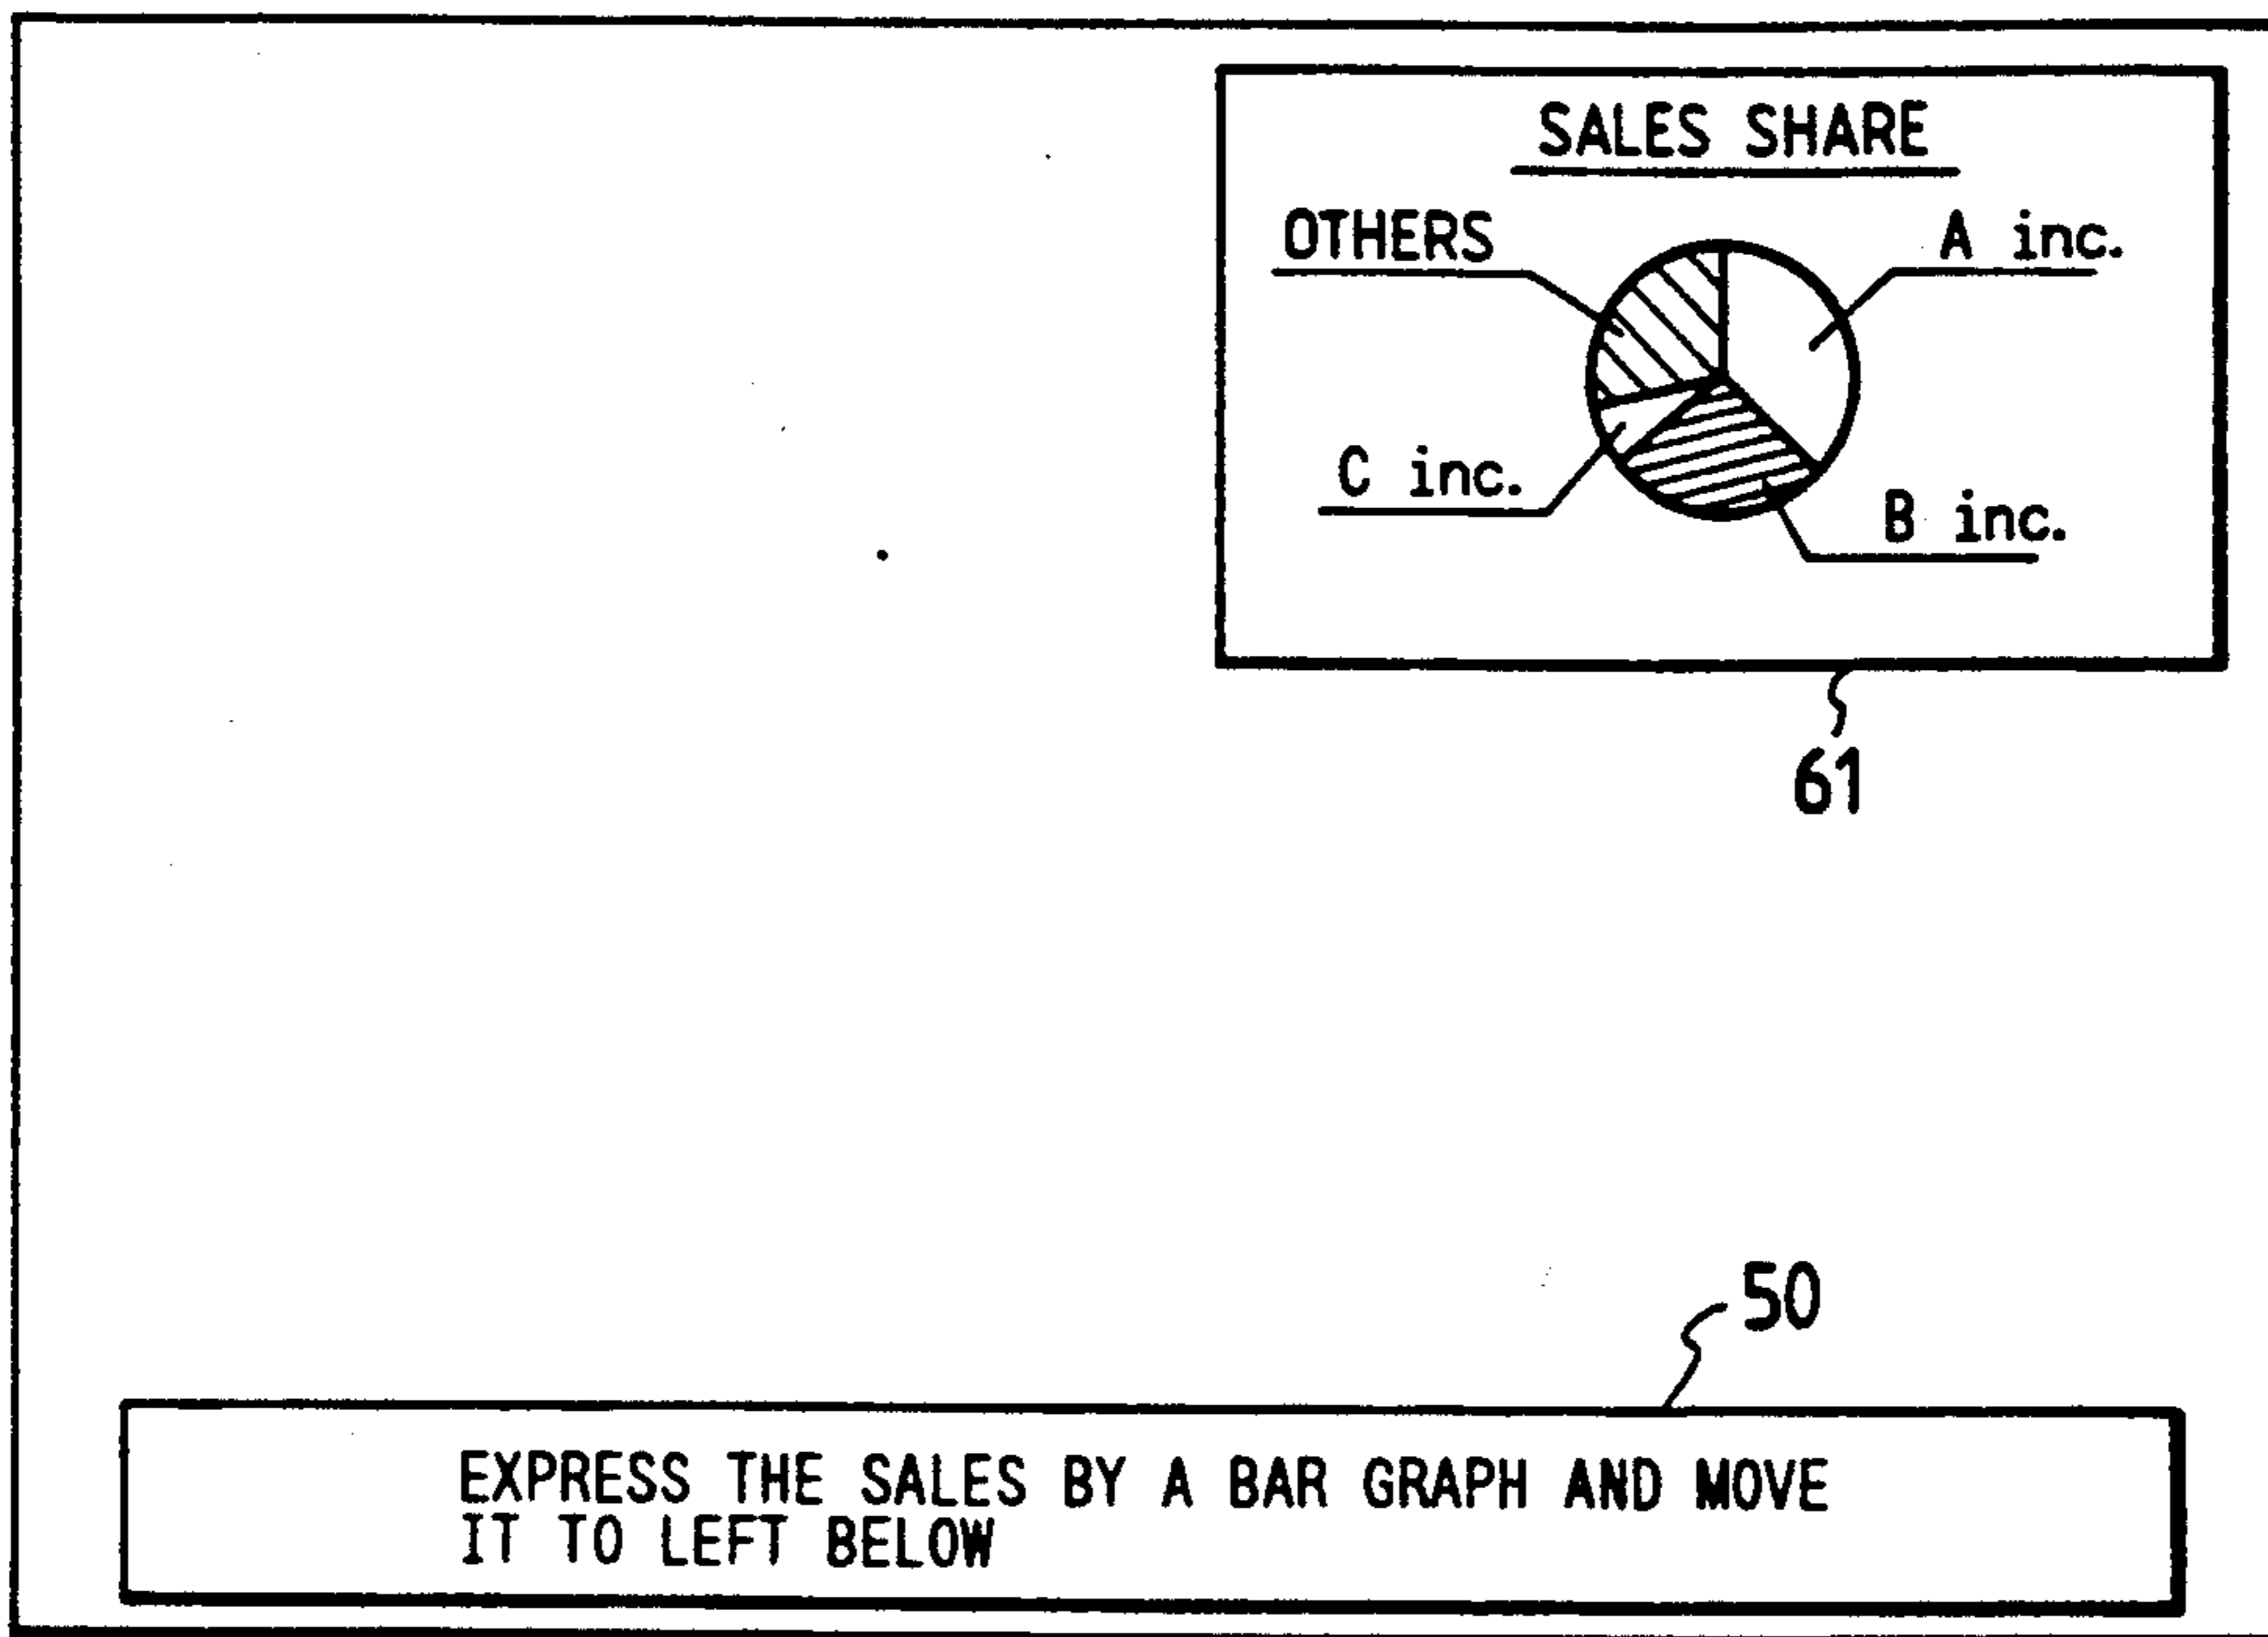 SALES SHARE
OTHERS
A inc.
C inc.
B inc.
61
50
EXPRESS THE SALES BY A BAR GRAPH AND MOVE
IT TO LEFT BELOW